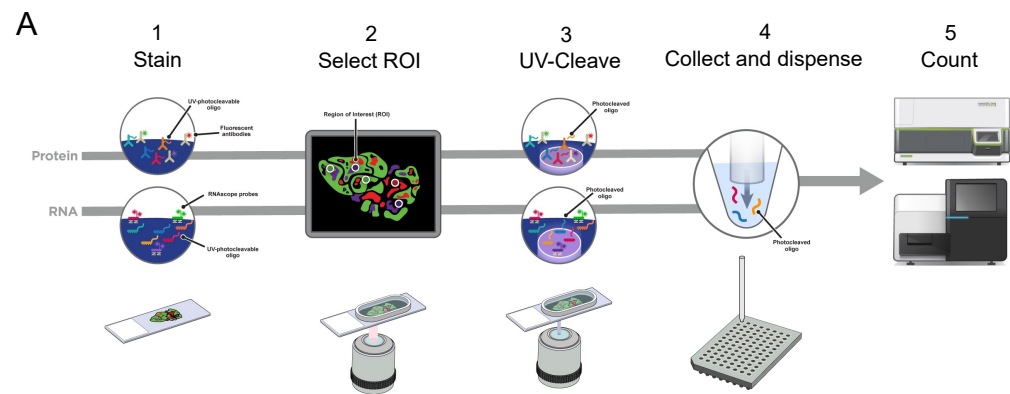 A
1
Stain
2
Select ROI
3
UV-Cleave
4
Collect and dispense
5
Count
UV-photocleavable
oligo
Fluorescent
antibodies
Region of Interest (ROI)
Photocleaved
oligo
Protein
RNA
RNAscope probes
UV-photocleavable
oligo
Photocleaved
oligo
Photocleaved
oligo